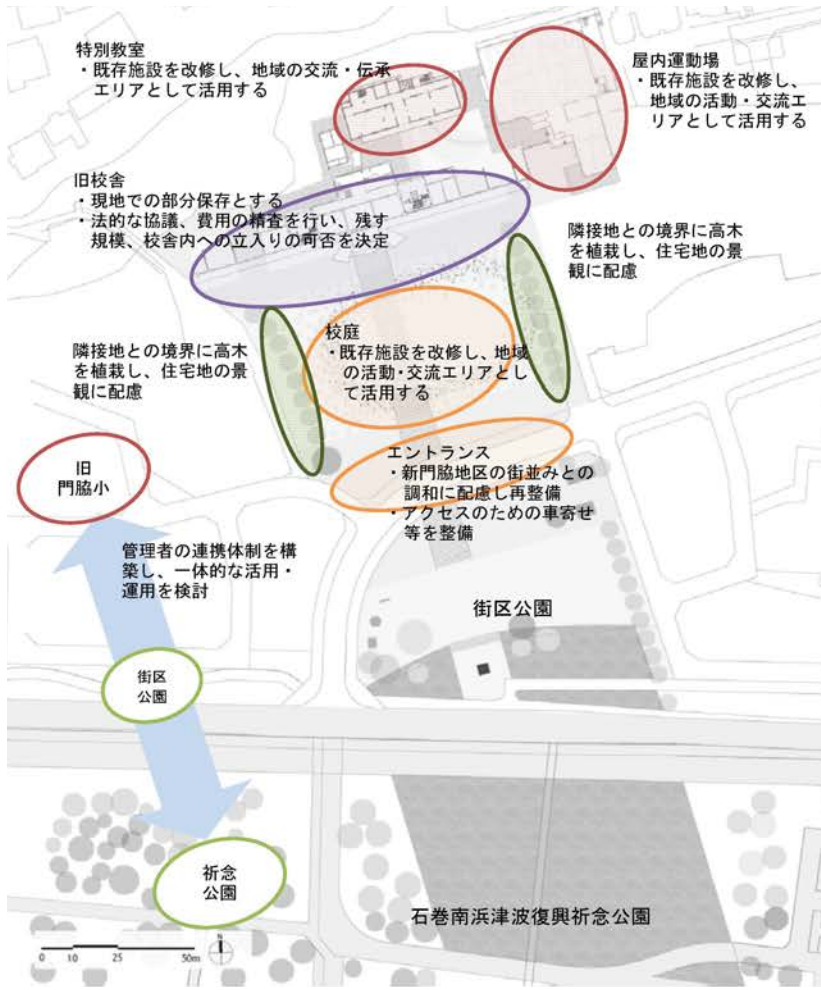 特別教室
・既存施設を改修し、地域の交流・伝承
エリアとして活用する
屋内運動場
・既存施設を改修し、
地域の活動・交流エ
リアとして活用する
旧校舎
・現地での部分保存とする
・法的な協議、費用の精査を行い、残す
規模、校舎内への立入りの可否を決定
隣接地との境界に高木
を植栽し、住宅地の景
観に配慮
校庭
・既存施設を改修し、地域
の活動・交流エリアとし
て活用する
隣接地との境界に高木
を植栽し、住宅地の景
観に配慮
エントランス
・新門脇地区の街並みとの
調和に配慮し再整備
・アクセスのための車寄せ
等を整備
旧
門脇小
管理者の連携体制を構
築し、一体的な活用・
運用を検討
街区公園
街区
公園
祈念
公園
石巻南浜津波復興祈念公園
N
0 10 25 50m